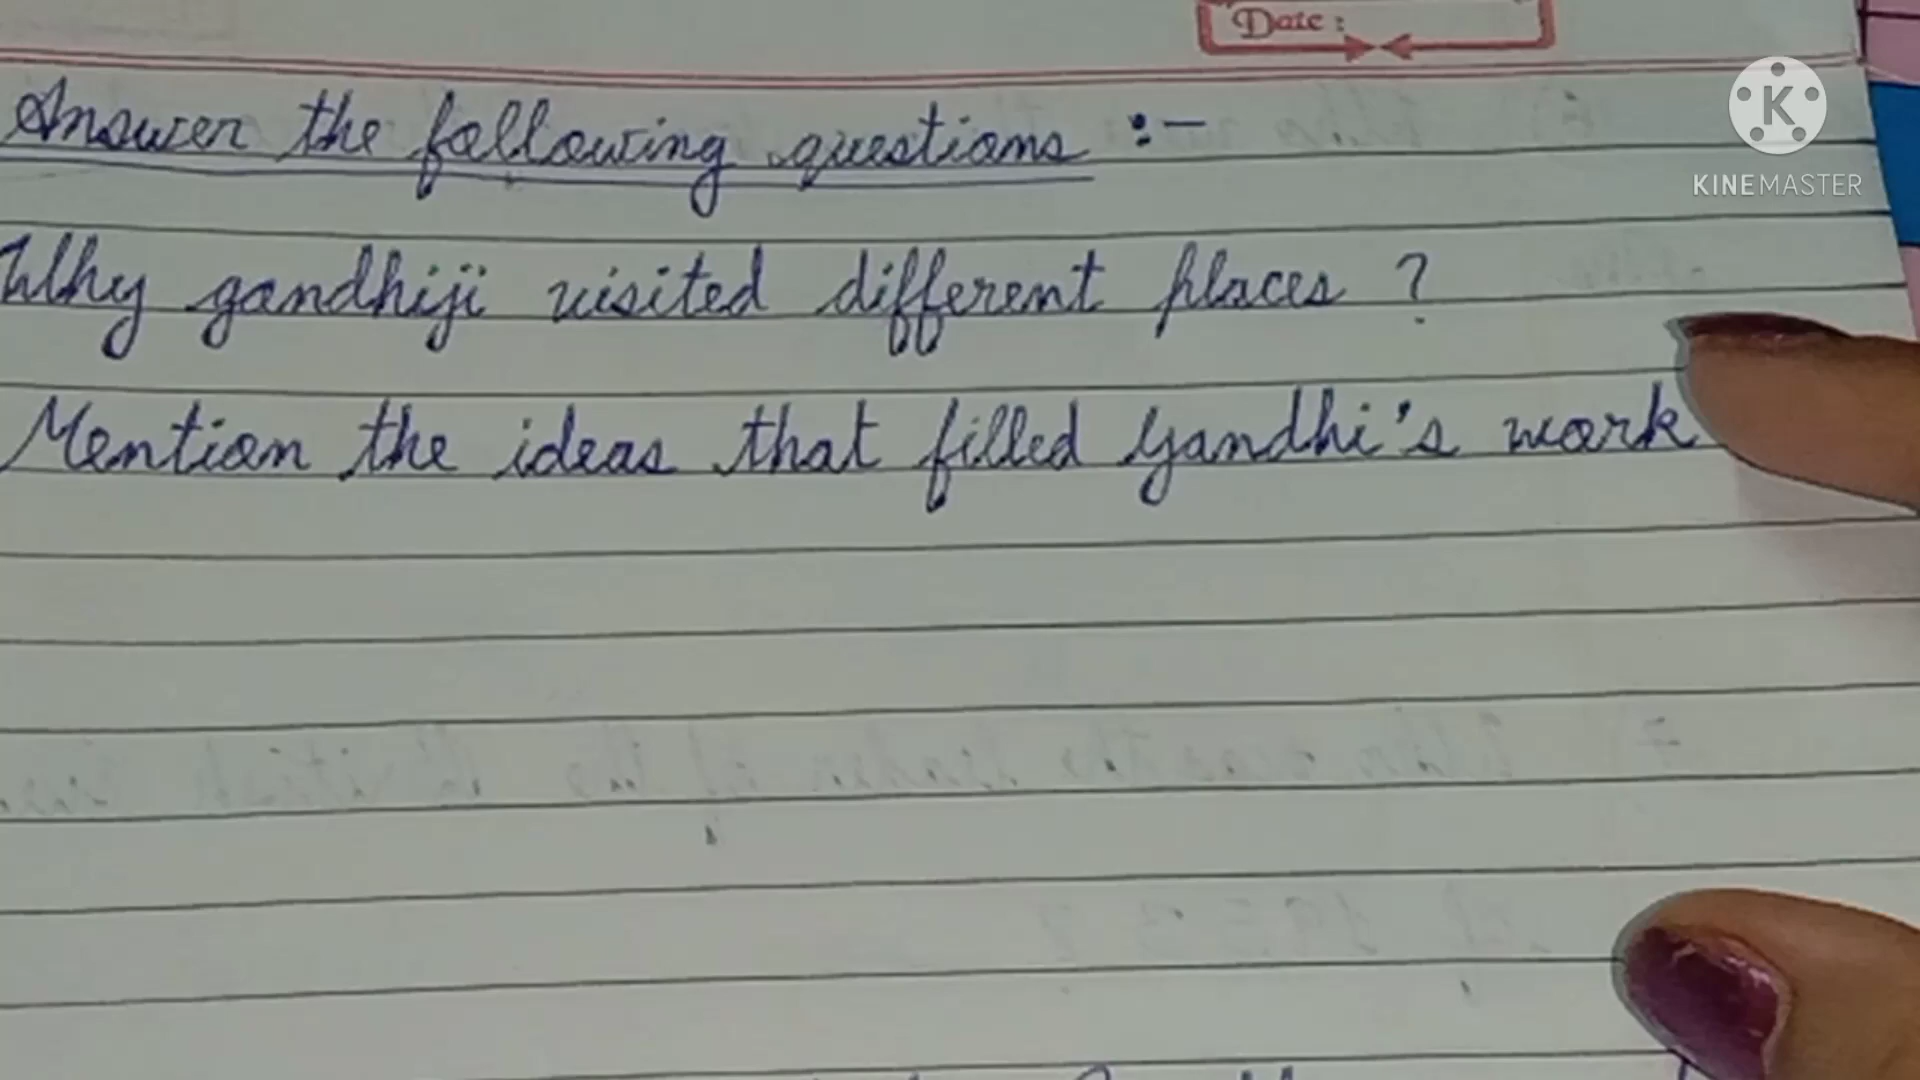 Date :
Answer the following questions :-
KINEMASTER
Why gandhiji visited different places ?
Mention the ideas that filled Gandhi's work